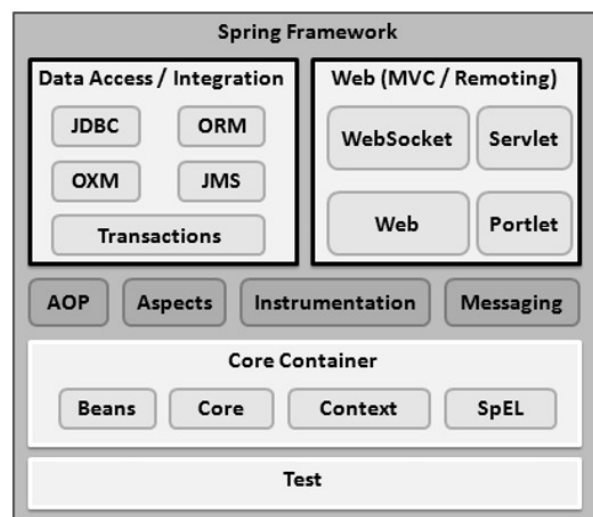 Spring Framework
Data Access / Integration
JDBC
ORM
OXM
JMS
Transactions
Web (MVC / Remoting)
WebSocket
Servlet
Web
Portlet
AOP
Aspects
Instrumentation
Messaging
Core Container
Beans
Core
Context
SpEL
Test